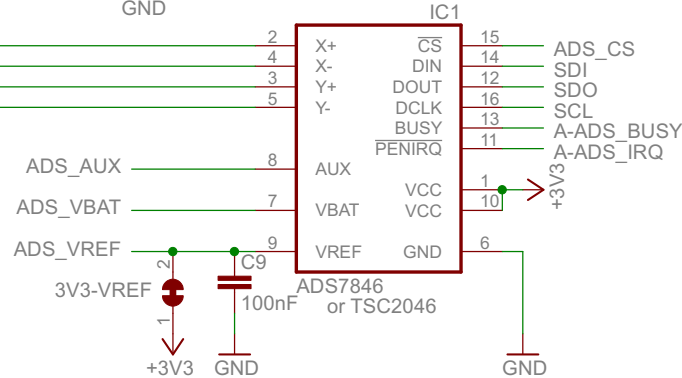 GND
IC1
2 X+ CS 15 ADS_CS
4 X- DIN 14 SDI
3 Y+ DOUT 12 SDO
5 Y- DCLK 16 SCL
BUSY 13 A-ADS_BUSY
PENIRQ 11 A-ADS_IRQ
ADS_AUX 8 AUX
VCC 1 +3V3
ADS_VBAT 7 VBAT VCC 10
ADS_VREF 9 VREF GND 6
2 C9
3V3-VREF
ADS7846
1 100nF or TSC2046
+3V3 GND GND